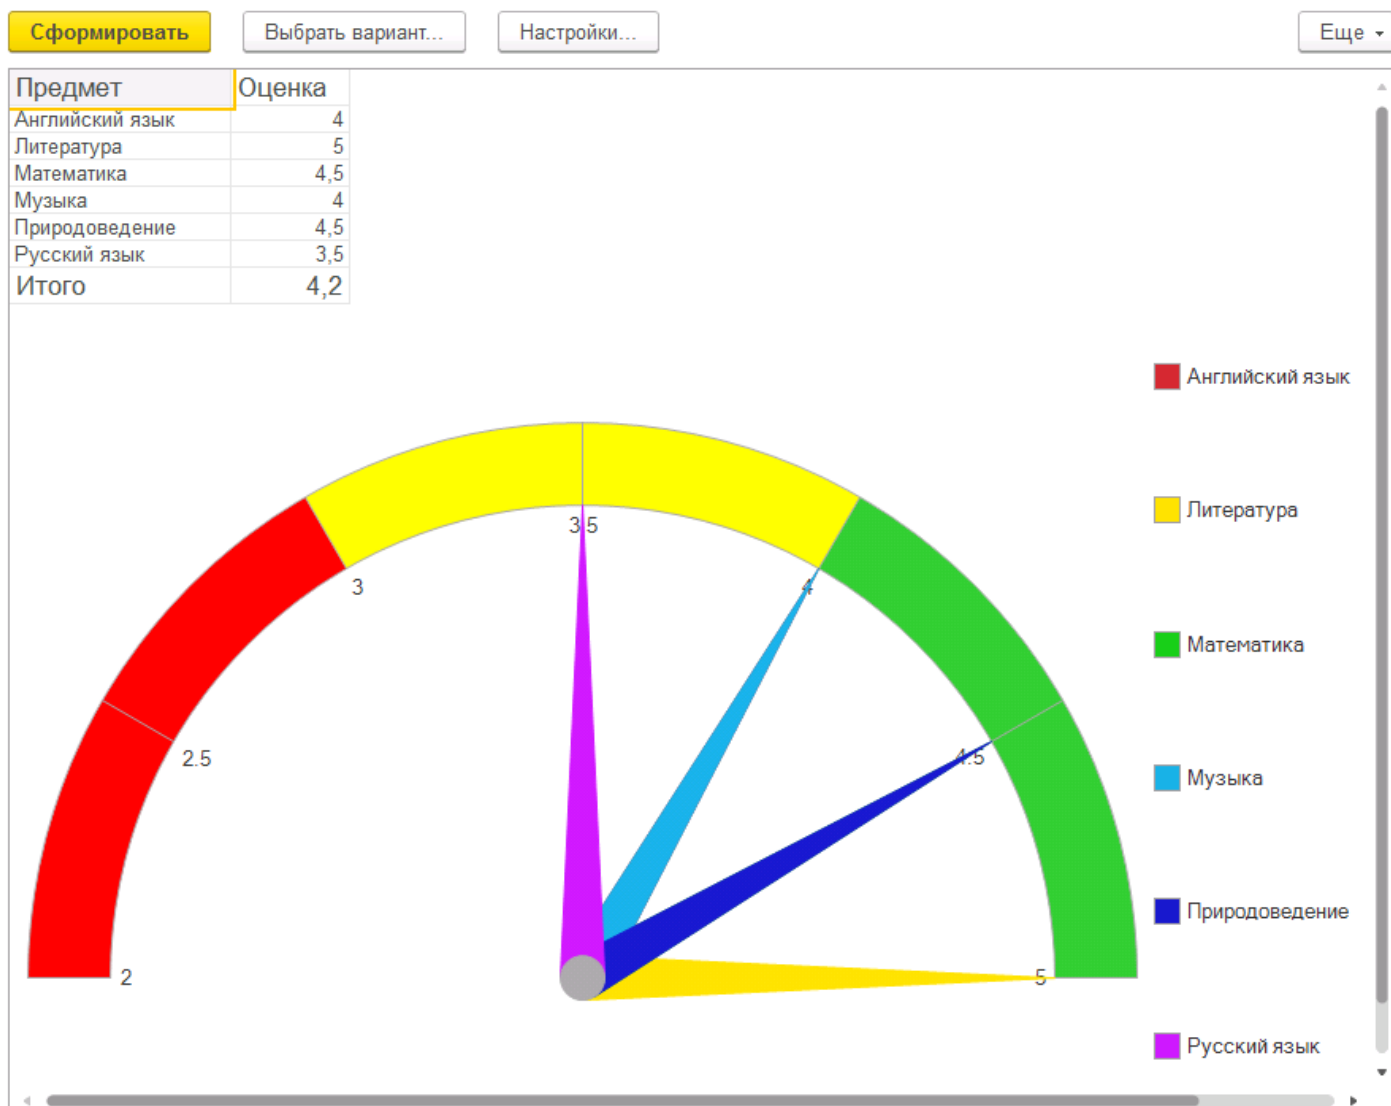 Сформировать Выбрать вариант... Настройки... Еще
Предмет Оценка
Английский язык 4
Литература 5
Математика 4,5
Музыка 4
Природоведение 4,5
Русский язык 3,5
Итого 4,2
Английский язык
Литература
3.5
3
4
Математика
2.5
4.5
Музыка
Природоведение
2
5
Русский язык